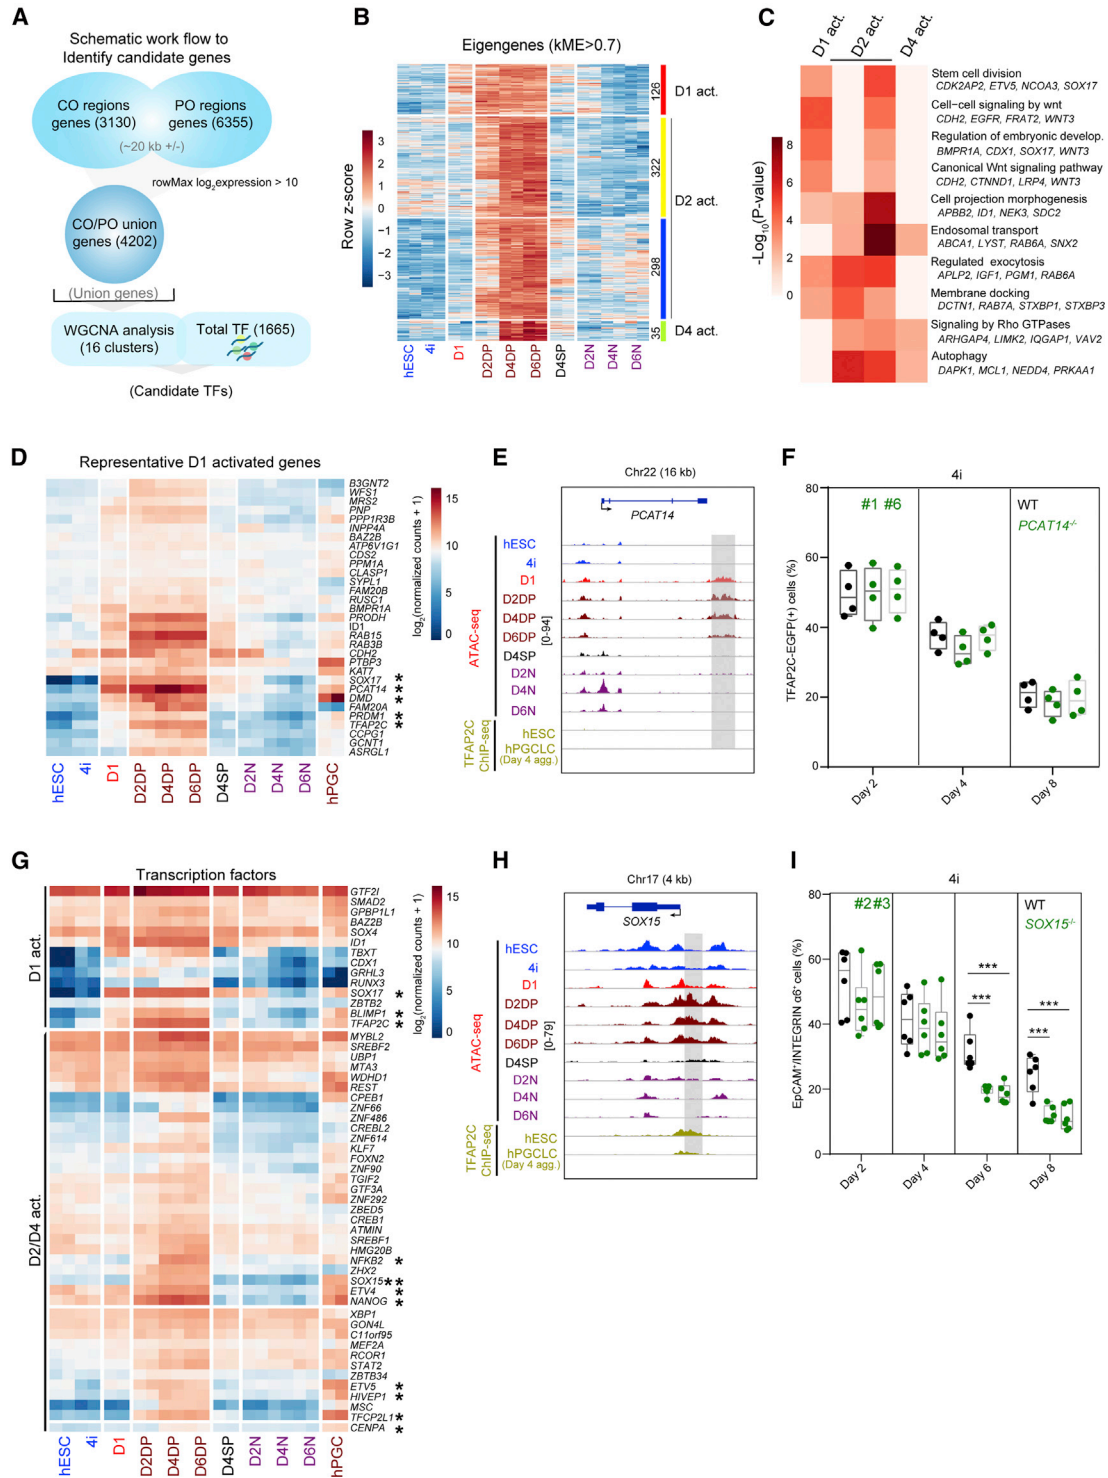 A
Schematic work flow to
Identify candidate genes
CO regions
genes (3130)
PO regions
genes (6355)
(~20 kb +/-)
rowMax log2expression > 10
CO/PO union
genes (4202)
(Union genes)
WGCNA analysis
(16 clusters)
Total TF (1665)
(Candidate TFs)
B
Eigengenes (kME>0.7)
Row z-score
3
2
1
0
−1
−2
−3
126
322
298
35
D1 act.
D2 act.
D4 act.
hESC
4i
D1
D2DP
D4DP
D6DP
D4SP
D2N
D4N
D6N
C
D1 act.
D2 act.
D4 act.
-Log10(P-value)
8
6
4
2
0
Stem cell division
CDK2AP2, ETV5, NCOA3, SOX17
Cell−cell signaling by wnt
CDH2, EGFR, FRAT2, WNT3
Regulation of embryonic develop.
BMPR1A, CDX1, SOX17, WNT3
Canonical Wnt signaling pathway
CDH2, CTNND1, LRP4, WNT3
Cell projection morphogenesis
APBB2, ID1, NEK3, SDC2
Endosomal transport
ABCA1, LYST, RAB6A, SNX2
Regulated exocytosis
APLP2, IGF1, PGM1, RAB6A
Membrane docking
DCTN1, RAB7A, STXBP1, STXBP3
Signaling by Rho GTPases
ARHGAP4, LIMK2, IQGAP1, VAV2
Autophagy
DAPK1, MCL1, NEDD4, PRKAA1
D
Representative D1 activated genes
B3GNT2
WFS1
MRS2
PNP
PPP1R3B
INPP4A
BAZ2B
ATP6V1G1
CDS2
PPM1A
CLASP1
SYPL1
FAM20B
RUSC1
BMPR1A
PRODH
ID1
RAB15
RAB3B
CDH2
PTBP3
KAT7
SOX17 *
PCAT14 *
DMD *
FAM20A
PRDM1 *
TFAP2C *
CCPG1
GCNT1
ASRGL1
log2(normalized counts + 1)
15
10
5
0
hESC
4i
D1
D2DP
D4DP
D6DP
D4SP
D2N
D4N
D6N
hPGC
E
Chr22 (16 kb)
PCAT14
ATAC-seq
hESC
4i
D1
D2DP
D4DP
D6DP
D4SP
D2N
D4N
D6N
[0-94]
TFAP2C
ChIP-seq
hESC
hPGCLC
(Day 4 agg.)
F
4i
TFAP2C-EGFP(+) cells (%)
80
60
40
20
0
#1 #6
WT
PCAT14-/-
Day 2
Day 4
Day 8
G
Transcription factors
D1 act.
GTF2I
SMAD2
GPBP1L1
BAZ2B
SOX4
ID1
TBXT
CDX1
GRHL3
RUNX3
SOX17 *
ZBTB2
BLIMP1 *
TFAP2C *
D2/D4 act.
MYBL2
SREBF2
UBP1
MTA3
WDHD1
REST
CPEB1
ZNF66
ZNF486
CREBL2
ZNF614
KLF7
FOXN2
ZNF90
TGIF2
GTF3A
ZNF292
ZBED5
CREB1
ATMIN
SREBF1
HMG20B
NFKB2 *
ZHX2
SOX15 * *
ETV4 *
NANOG *
XBP1
GON4L
C11orf95
MEF2A
RCOR1
STAT2
ZBTB34
ETV5 *
HIVEP1 *
MSC
TFCP2L1 *
CENPA *
log2(normalized counts + 1)
15
10
5
0
hESC
4i
D1
D2DP
D4DP
D6DP
D4SP
D2N
D4N
D6N
hPGC
H
Chr17 (4 kb)
SOX15
ATAC-seq
hESC
4i
D1
D2DP
D4DP
D6DP
D4SP
D2N
D4N
D6N
[0-79]
TFAP2C
ChIP-seq
hESC
hPGCLC
(Day 4 agg.)
I
4i
EpCAM+/INTEGRIN α6+ cells (%)
80
60
40
20
0
#2 #3
WT
SOX15-/-
***
***
***
***
Day 2
Day 4
Day 6
Day 8